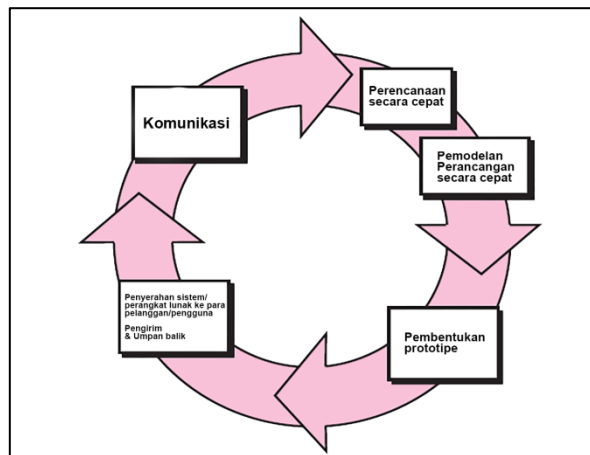 Komunikasi
Perencanaan
secara cepat
Pemodelan
Perancangan
secara cepat
Pembentukan
prototipe
Penyerahan sistem/
perangkat lunak ke para
pelanggan/pengguna
Pengirim
& Umpan balik